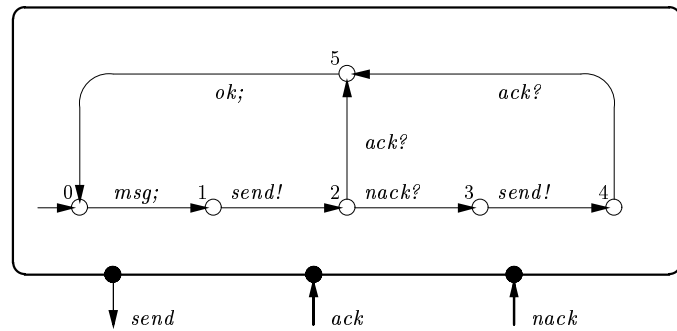 5
ok; ack?
ack?
0 msg; 1 send! 2 nack? 3 send! 4
send ack nack